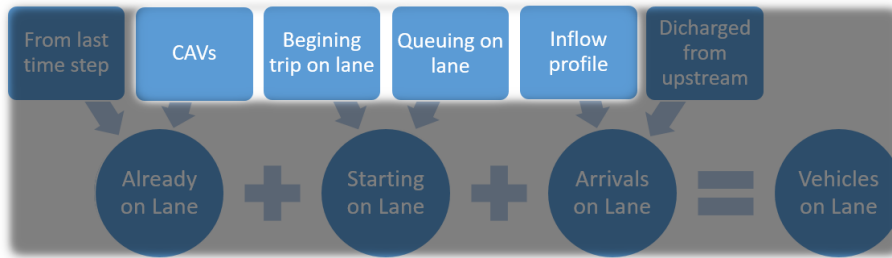 From last
time step
CAVs
Begining
trip on lane
Queuing on
lane
Inflow
profile
Dicharged
from
upstream
Already
on Lane
Starting
on Lane
Arrivals
on Lane
Vehicles
on Lane